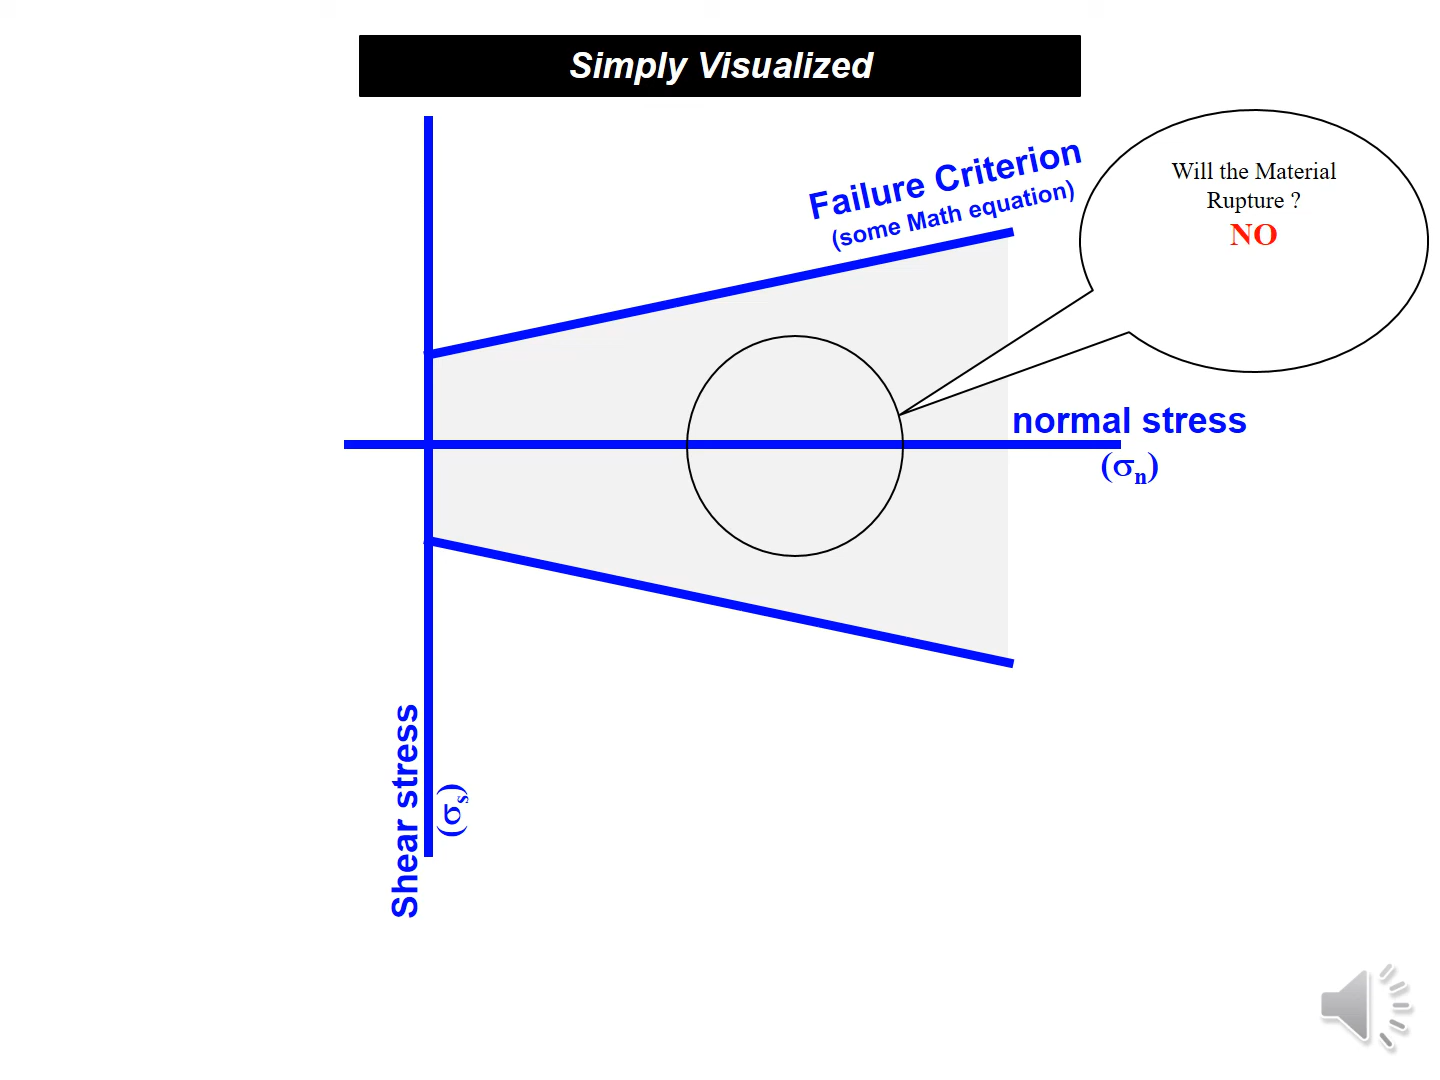 Simply Visualized
Failure Criterion
(some Math equation)
Will the Material
Rupture ?
NO
normal stress
(σn)
Shear stress
(σs)